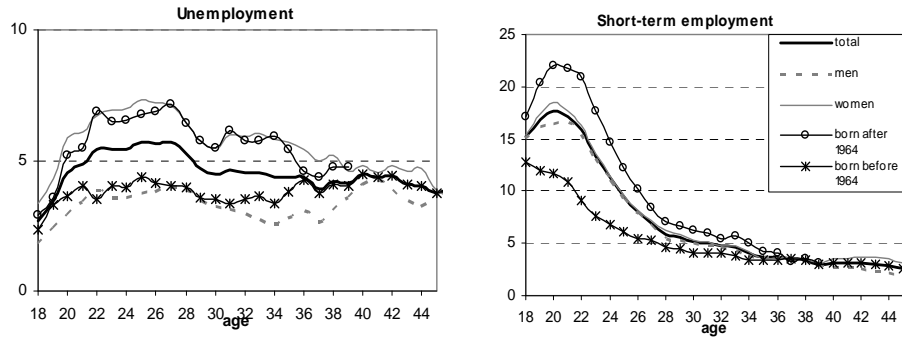 Unemployment
10
5
0
18 20 22 24 26 28 30 32 34 36 38 40 42 44
age
Short-term employment
25
20
15
10
5
0
18 20 22 24 26 28 30 32 34 36 38 40 42 44
age
total
men
women
born after
1964
born before
1964